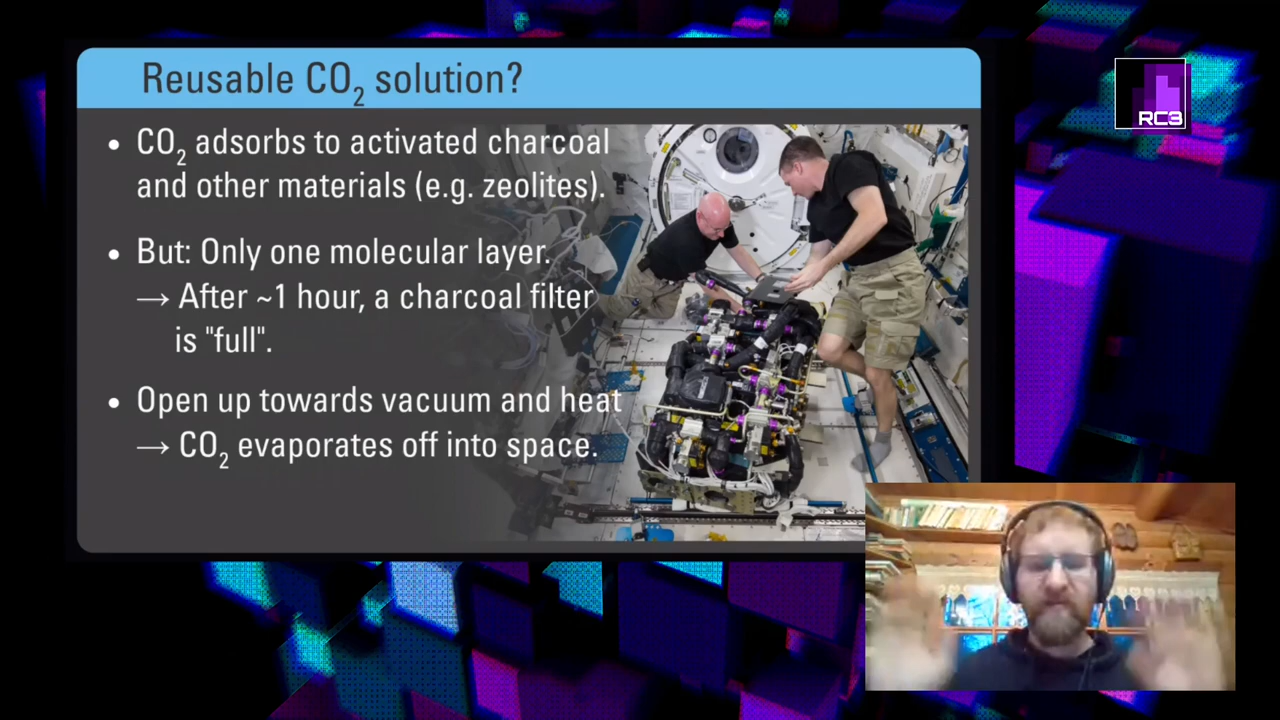 Reusable CO₂ solution?
RC3
• CO₂ adsorbs to activated charcoal
and other materials (e.g. zeolites).
• But: Only one molecular layer.
→ After ~1 hour, a charcoal filter
is "full".
• Open up towards vacuum and heat
→ CO₂ evaporates off into space.